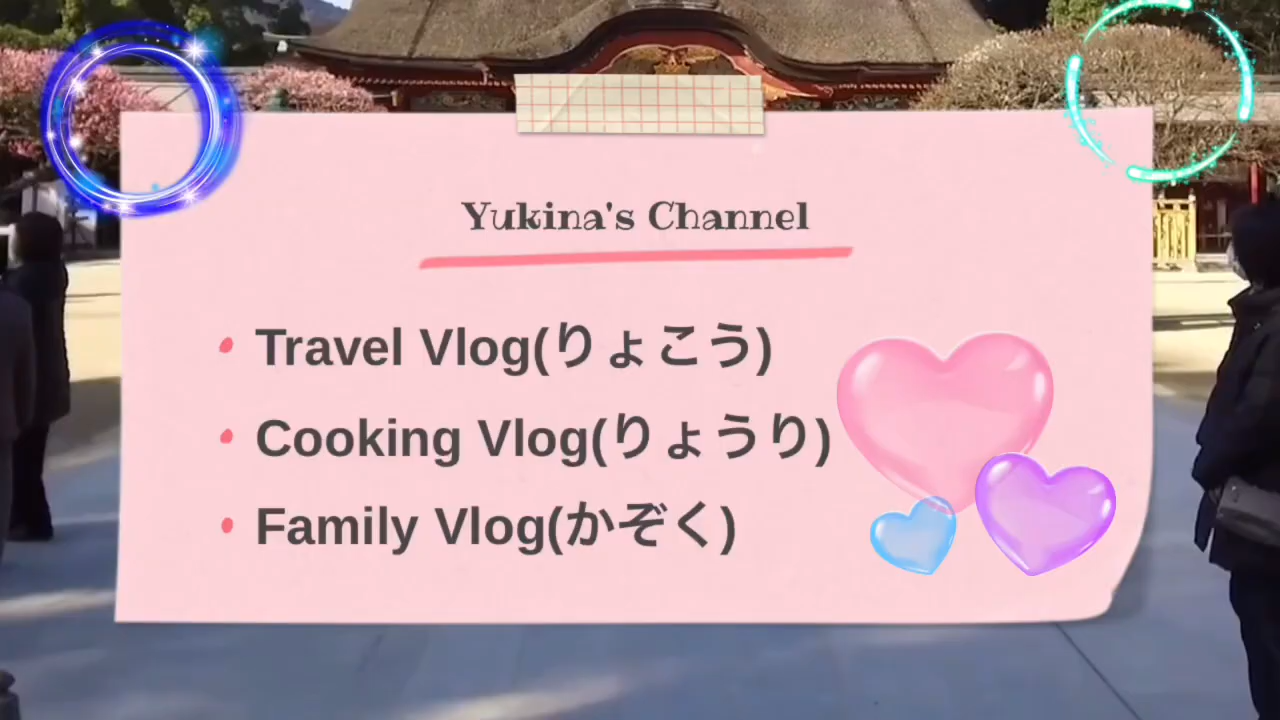 Yukina's Channel
Travel Vlog(りょこう)
Cooking Vlog(りょうり)
Family Vlog(かぞく)